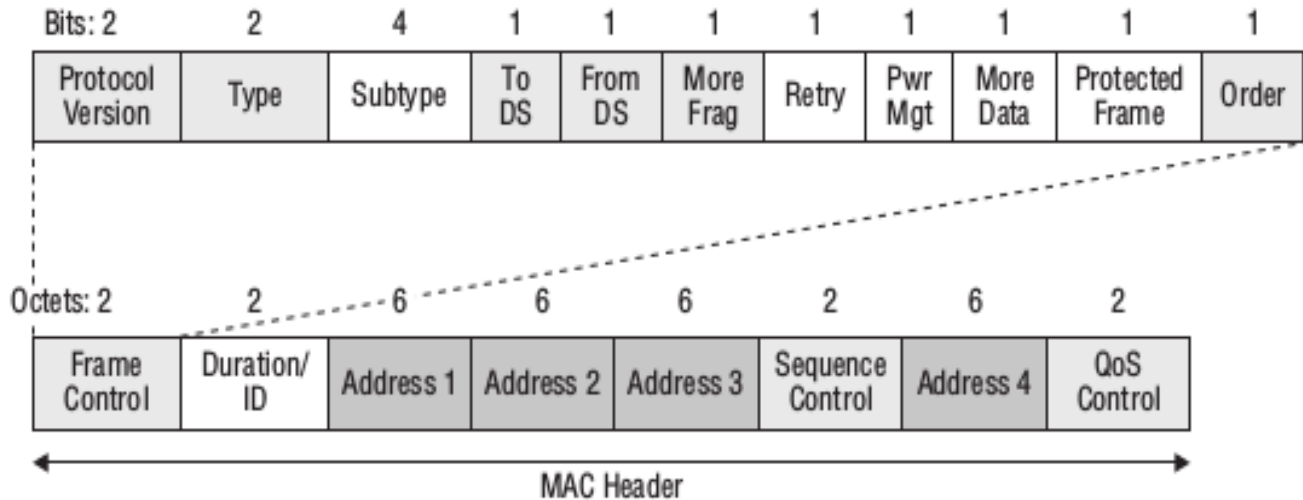 Bits: 2 2 4 1 1 1 1 1 1 1 1
Protocol Version Type Subtype To DS From DS More Frag Retry Pwr Mgt More Data Protected Frame Order
Octets: 2 2 6 6 6 2 6 2
Frame Control Duration/ ID Address 1 Address 2 Address 3 Sequence Control Address 4 QoS Control
MAC Header